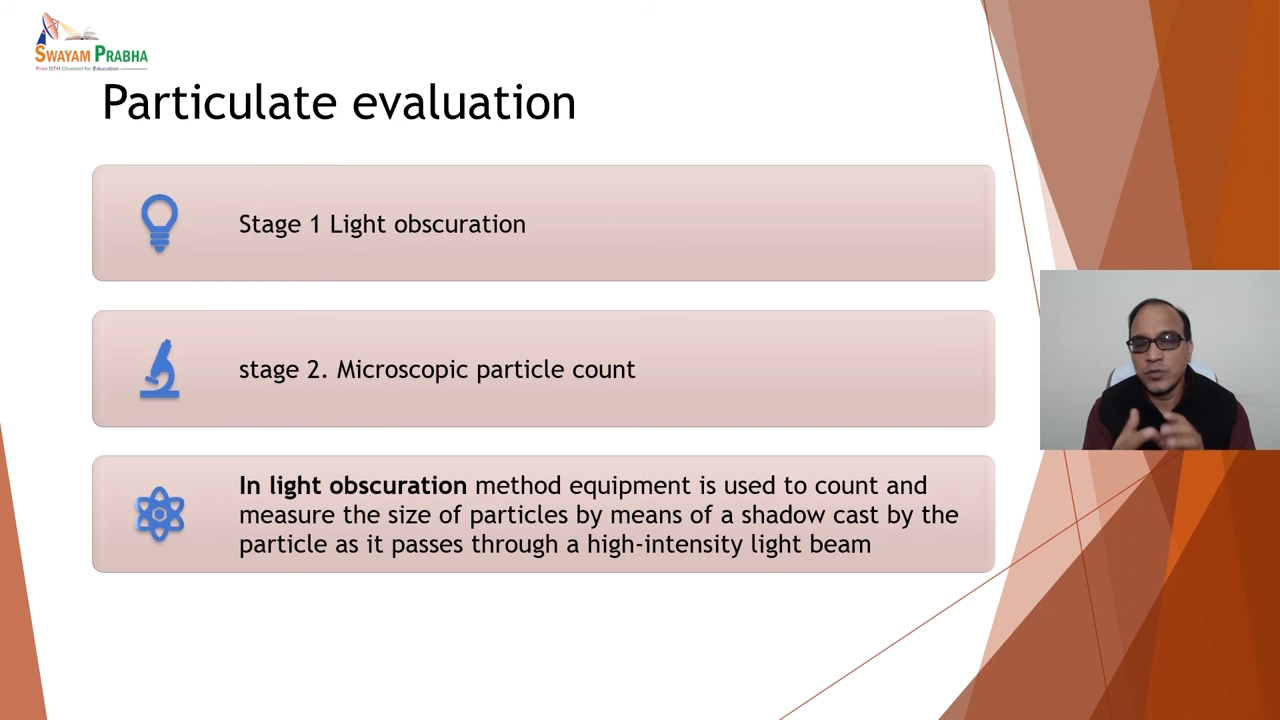 SWAYAM PRABHA
Free DTH Channel for Education
Particulate evaluation
Stage 1 Light obscuration
stage 2. Microscopic particle count
In light obscuration method equipment is used to count and
measure the size of particles by means of a shadow cast by the
particle as it passes through a high-intensity light beam